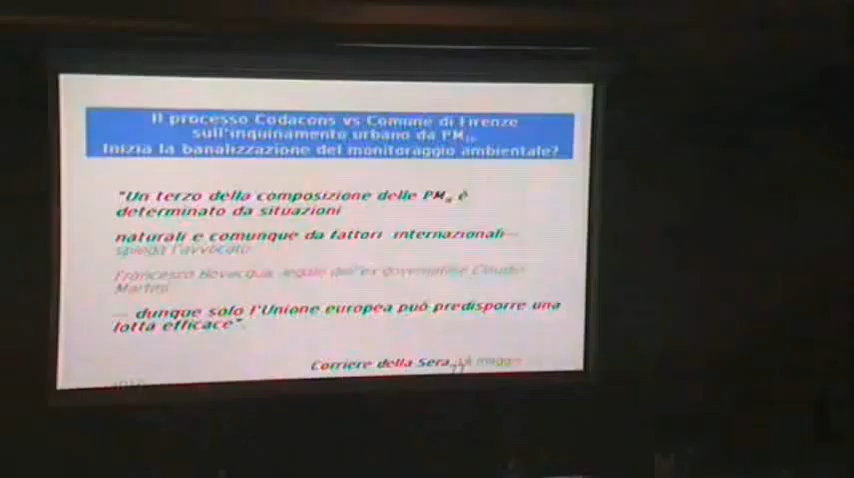 Il processo Codacons vs Comune di Firenze
sull'inquinamento urbano da PM10
Inizia la banalizzazione del monitoraggio ambientale?
"Un terzo della composizione delle PM è
determinato da situazioni
naturali e comunque da fattori internazionali —
spiega l'avvocato
Francesco Bevacqua, legale dell'ex governatore Claudio
Martini
— dunque solo l'Unione europea può predisporre una
lotta efficace".
Corriere della Sera, maggio